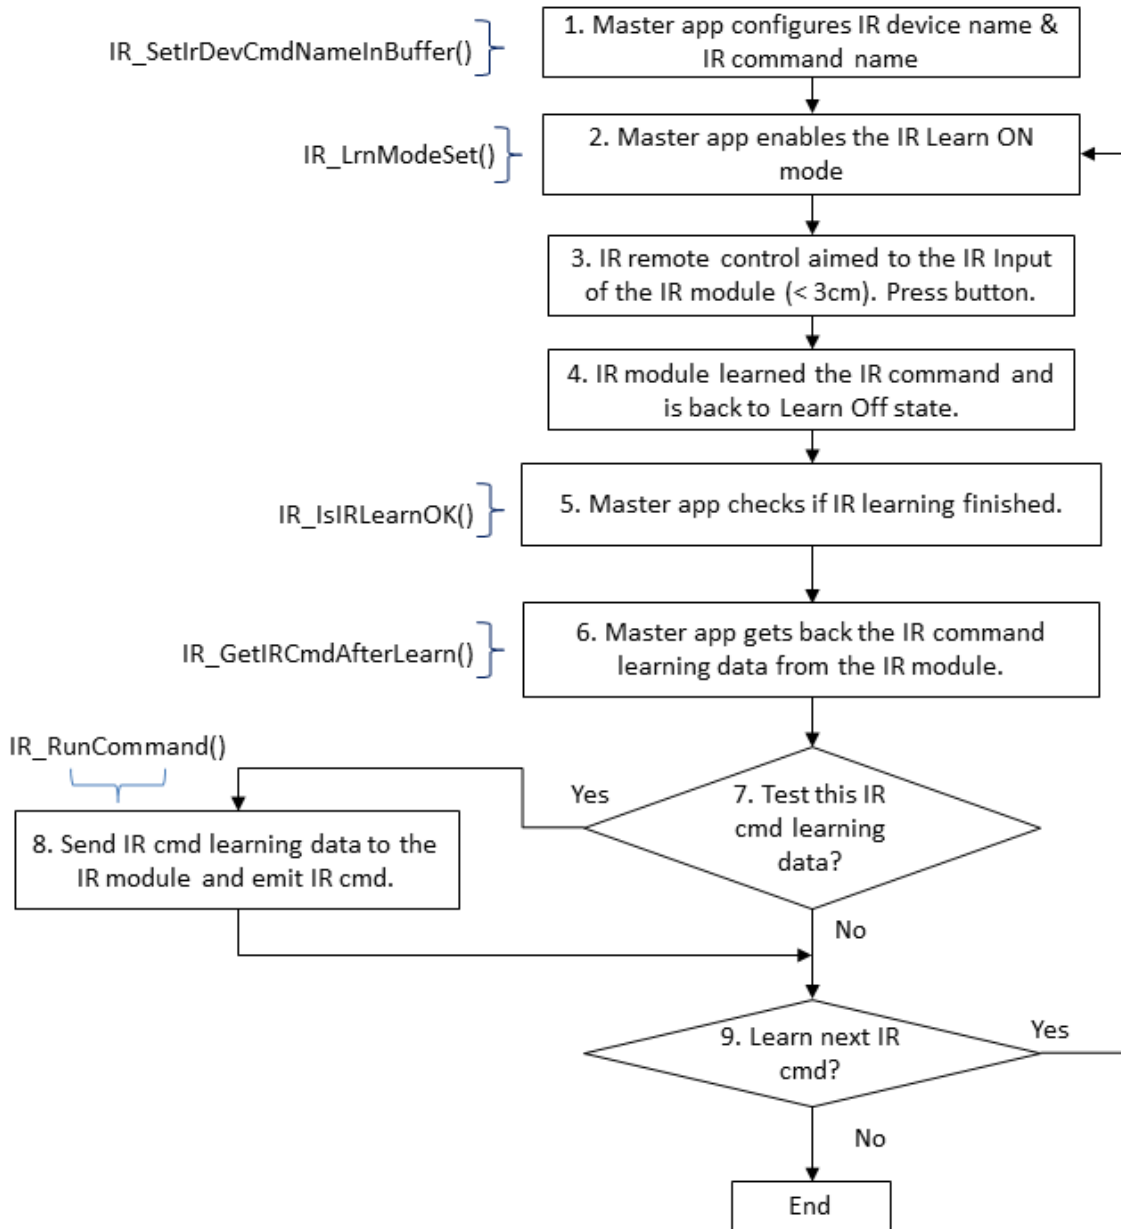 IR_SetIrDevCmdNameInBuffer()
1. Master app configures IR device name &
IR command name
IR_LrnModeSet()
2. Master app enables the IR Learn ON
mode
3. IR remote control aimed to the IR Input
of the IR module (< 3cm). Press button.
4. IR module learned the IR command and
is back to Learn Off state.
IR_IsIRLearnOK()
5. Master app checks if IR learning finished.
IR_GetIRCmdAfterLearn()
6. Master app gets back the IR command
learning data from the IR module.
IR_RunCommand()
Yes
7. Test this IR
cmd learning
data?
8. Send IR cmd learning data to the
IR module and emit IR cmd.
No
9. Learn next IR
cmd?
Yes
No
End